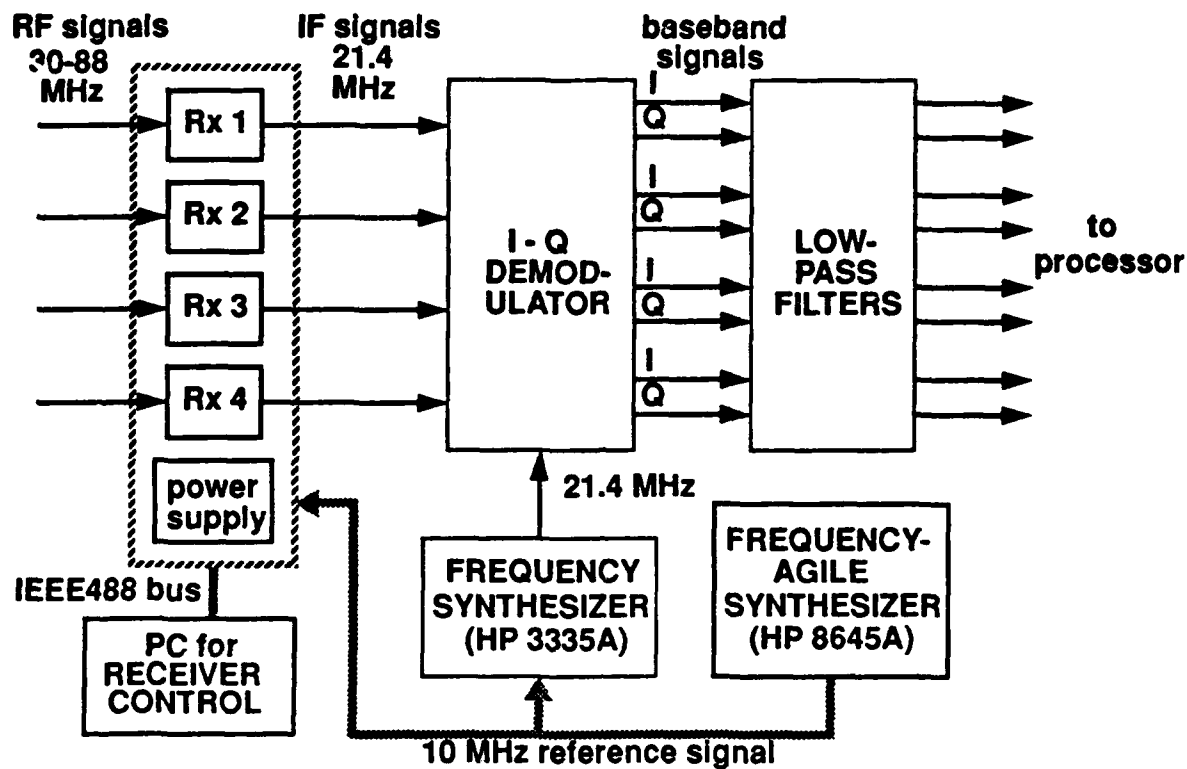 RF signals
30-88
MHz
IF signals
21.4
MHz
baseband
signals
Rx 1
Rx 2
Rx 3
Rx 4
power
supply
I - Q
DEMOD-
ULATOR
I
Q
I
Q
I
Q
I
Q
LOW-
PASS
FILTERS
to
processor
21.4 MHz
IEEE488 bus
PC for
RECEIVER
CONTROL
FREQUENCY
SYNTHESIZER
(HP 3335A)
FREQUENCY-
AGILE
SYNTHESIZER
(HP 8645A)
10 MHz reference signal